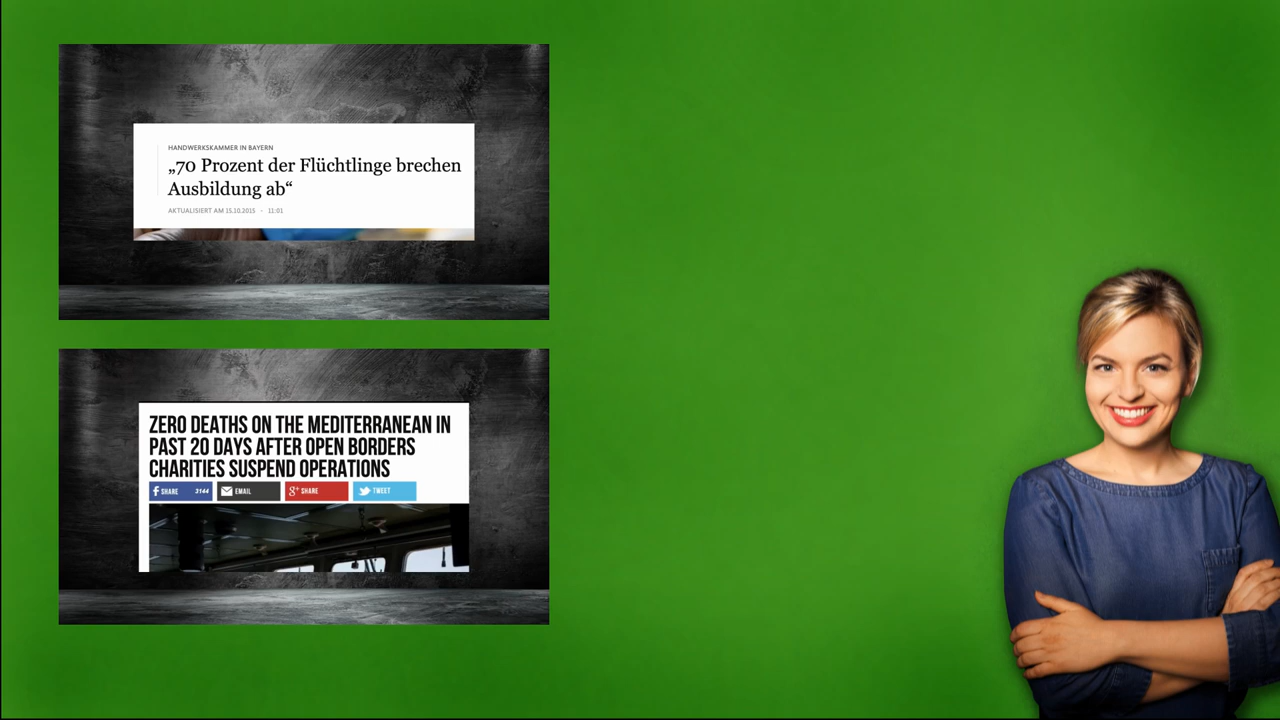 HANDWERKSKAMMER IN BAYERN
„70 Prozent der Flüchtlinge brechen
Ausbildung ab“
AKTUALISIERT AM 15.10.2015 - 11:01
ZERO DEATHS ON THE MEDITERRANEAN IN
PAST 20 DAYS AFTER OPEN BORDERS
CHARITIES SUSPEND OPERATIONS
f SHARE 3144 EMAIL g+ SHARE TWEET